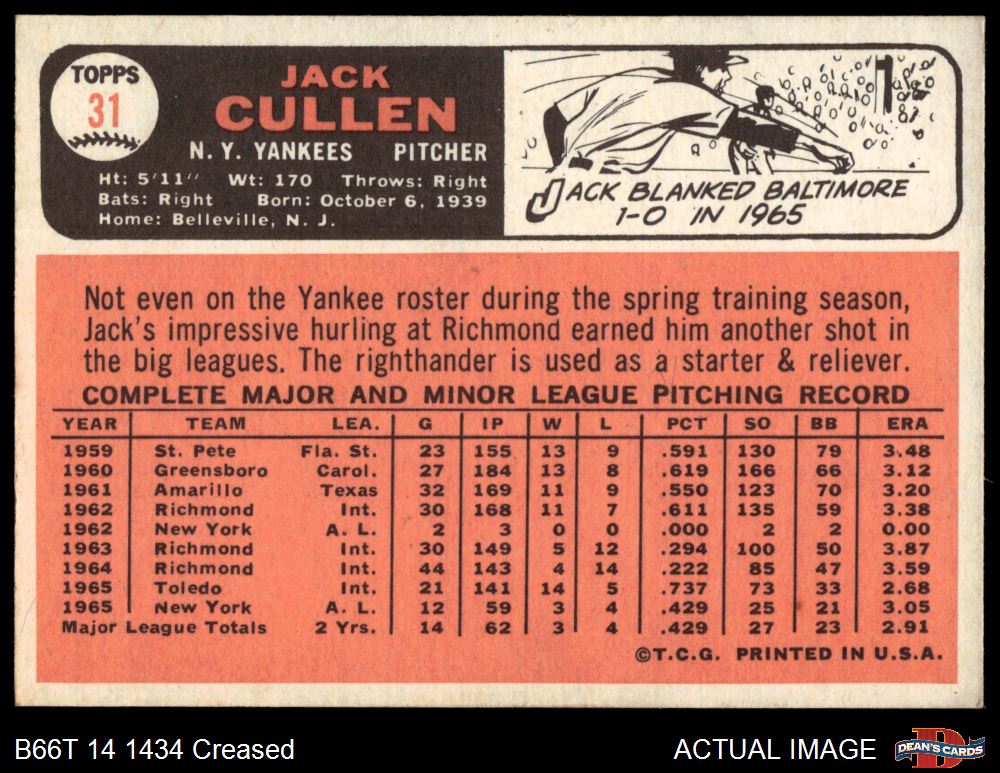 TOPPS
31
JACK
CULLEN
N. Y. YANKEES PITCHER
Ht: 5'11" Wt: 170 Throws: Right
Bats: Right Born: October 6, 1939
Home: Belleville, N. J.
JACK BLANKED BALTIMORE
1-0 IN 1965
Not even on the Yankee roster during the spring training season,
Jack's impressive hurling at Richmond earned him another shot in
the big leagues. The righthander is used as a starter & reliever.
COMPLETE MAJOR AND MINOR LEAGUE PITCHING RECORD
YEAR TEAM LEA. G IP W L PCT SO BB ERA
1959 St. Pete Fla. St. 23 155 13 9 .591 130 79 3.48
1960 Greensboro Carol. 27 184 13 8 .619 166 66 3.12
1961 Amarillo Texas 32 169 11 9 .550 123 70 3.20
1962 Richmond Int. 30 168 11 7 .611 135 59 3.38
1962 New York A. L. 2 3 0 0 .000 2 2 0.00
1963 Richmond Int. 30 149 5 12 .294 100 50 3.87
1964 Richmond Int. 44 143 4 14 .222 85 47 3.59
1965 Toledo Int. 21 141 14 5 .737 73 33 2.68
1965 New York A. L. 12 59 3 4 .429 25 21 3.05
Major League Totals 2 Yrs. 14 62 3 4 .429 27 23 2.91
©T.C.G. PRINTED IN U.S.A.
B66T 14 1434 Creased
ACTUAL IMAGE
D
DEAN'S CARDS